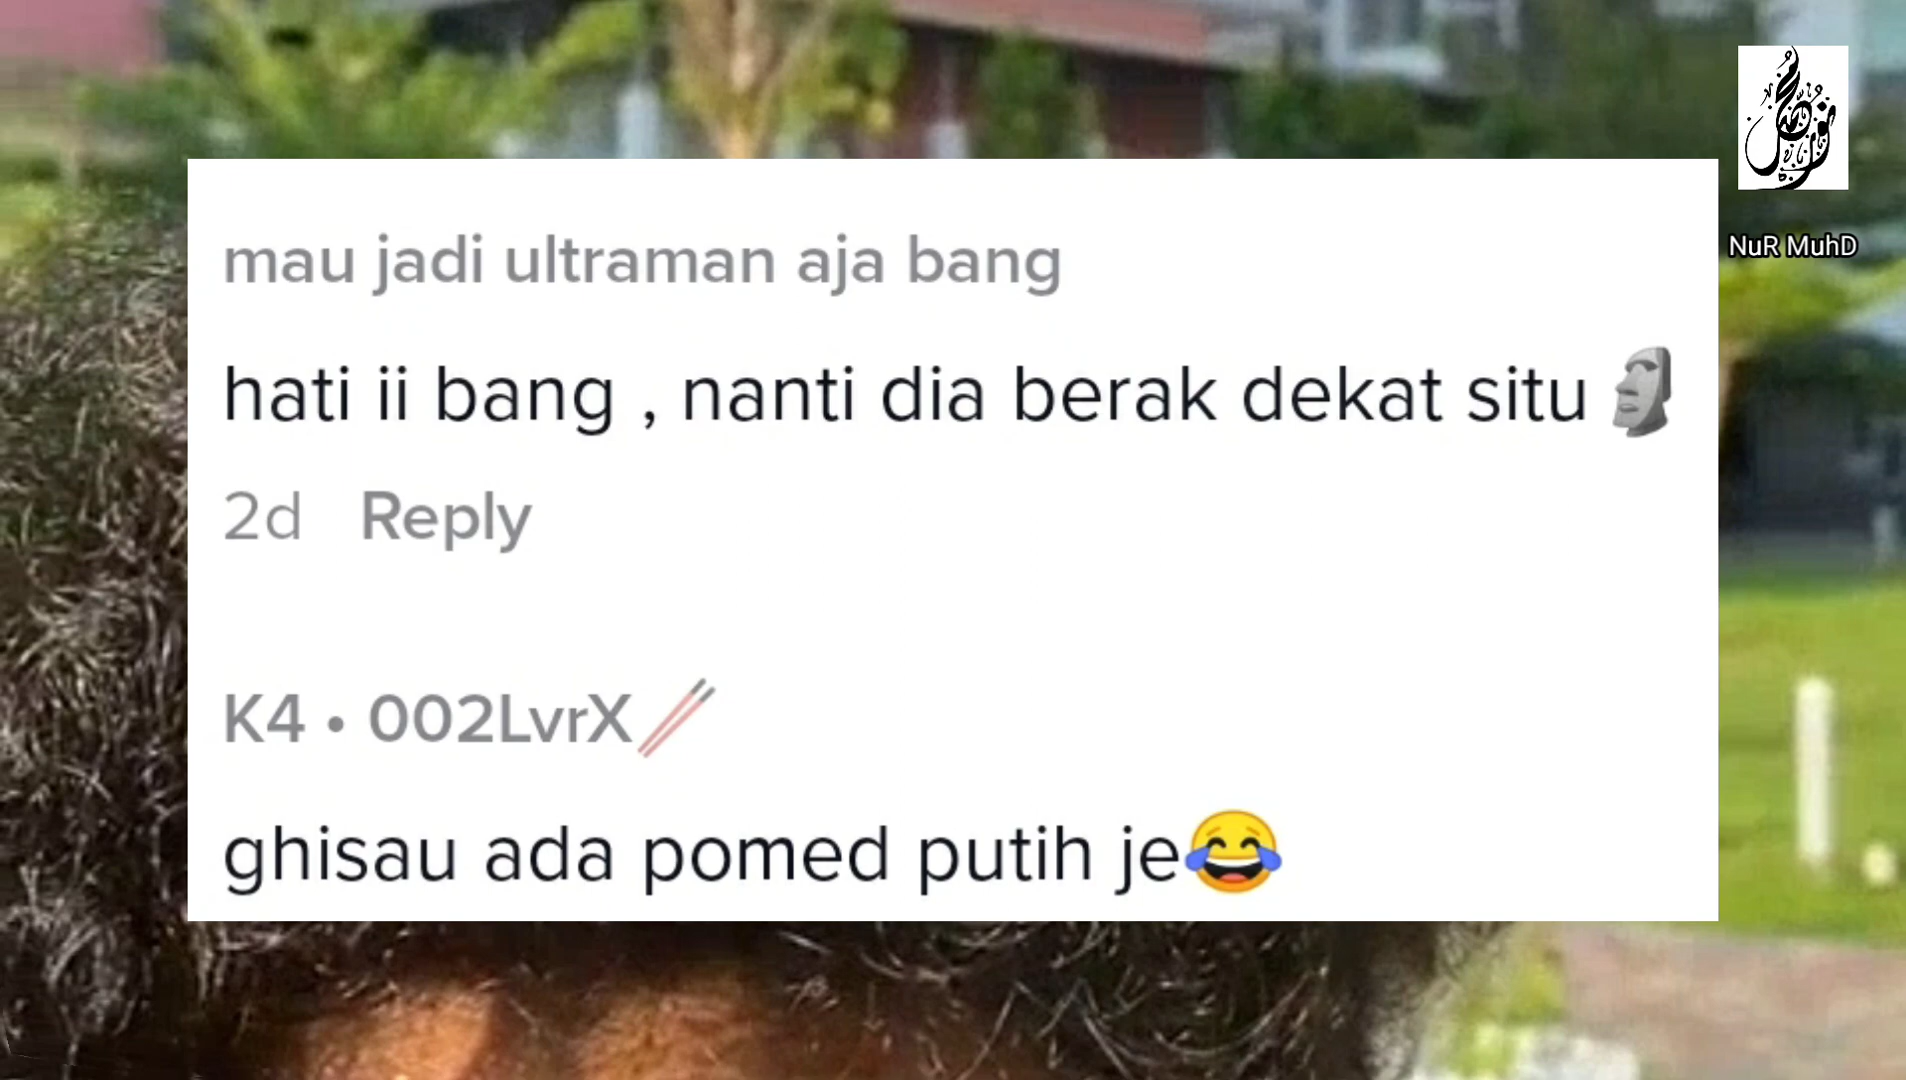 mau jadi ultraman aja bang
hati ii bang , nanti dia berak dekat situ 🗿
2d Reply
K4 • 002LvrX🥢
ghisau ada pomed putih je😂
NuR MuhD